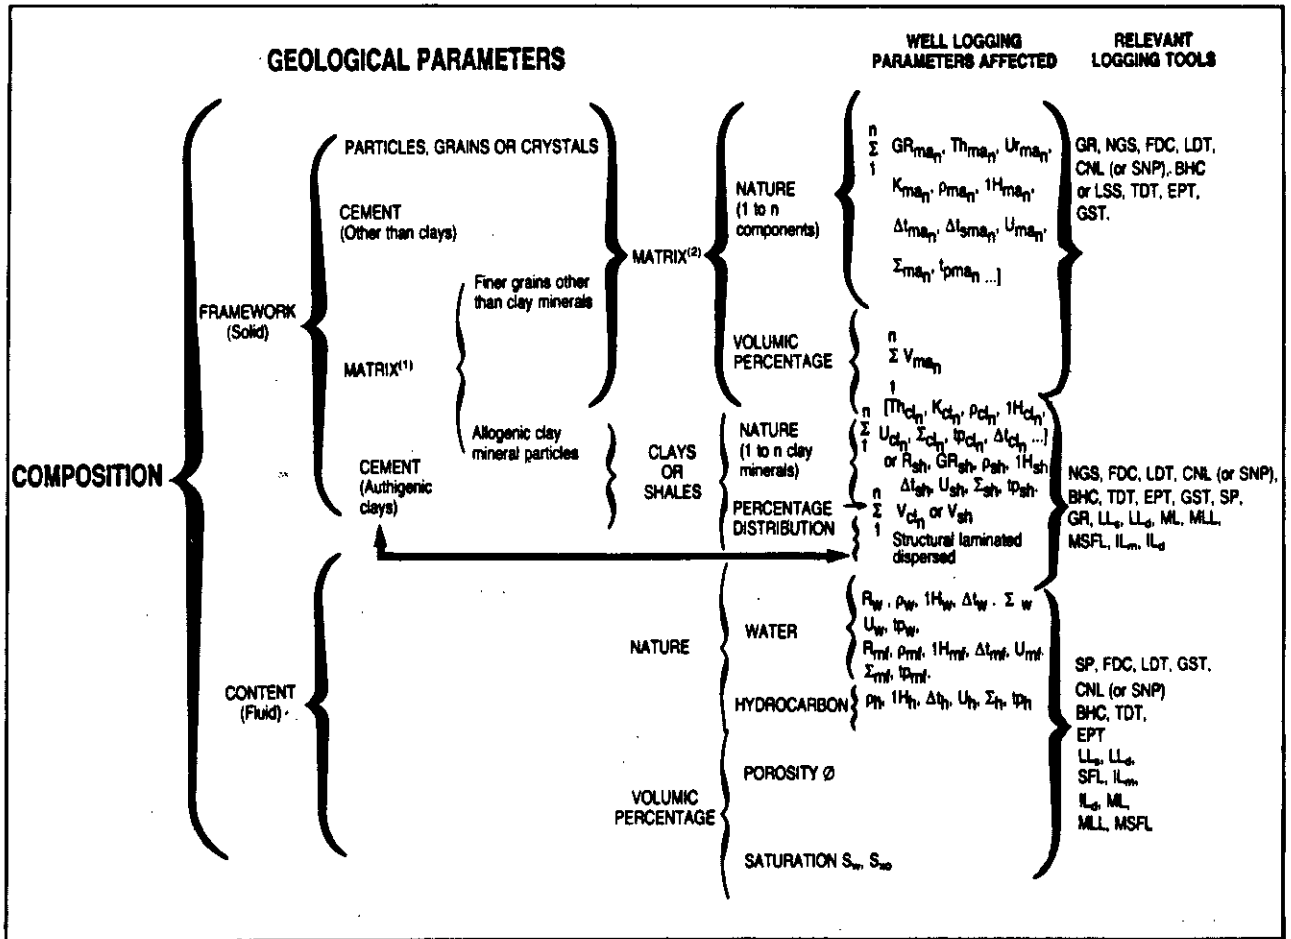 GEOLOGICAL PARAMETERS
WELL LOGGING
PARAMETERS AFFECTED
RELEVANT
LOGGING TOOLS
COMPOSITION
FRAMEWORK
(Solid)
PARTICLES, GRAINS OR CRYSTALS
CEMENT
(Other than clays)
MATRIX(1)
Finer grains other
than clay minerals
Allogenic clay
mineral particles
CEMENT
(Authigenic
clays)
MATRIX(2)
NATURE
(1 to n
components)
n
Σ GRman, Thman, Urman,
1
Kman, ρman, 1Hman,
Δtman, Δtsman, Uman,
Σman, tpman ...]
GR, NGS, FDC, LDT,
CNL (or SNP), BHC
or LSS, TDT, EPT,
GST.
VOLUMIC
PERCENTAGE
n
Σ Vman
1
CLAYS
OR
SHALES
NATURE
(1 to n clay
minerals)
n
Σ
1
[Thcln, Kcln, ρcln, 1Hcln,
Ucln, Σcln, tpcln, Δtcln ...]
or Rsh, GRsh, ρsh, 1Hsh
Δtsh, Ush, Σsh, tpsh.
PERCENTAGE
DISTRIBUTION
n
Σ Vcln or Vsh
1
Structural laminated
dispersed
NGS, FDC, LDT, CNL (or SNP),
BHC, TDT, EPT, GST, SP,
GR, LLs, LLd, ML, MLL,
MSFL, ILm, ILd
CONTENT
(Fluid)
NATURE
WATER
Rw, ρw, 1Hw, Δtw. Σw
Uw, tpw,
Rmf, ρmf, 1Hmf, Δtmf, Umf.
Σmf, tpmf.
HYDROCARBON
ρh, 1Hh, Δth, Uh, Σh, tph
VOLUMIC
PERCENTAGE
POROSITY Ø
SATURATION Sw, Sxo
SP, FDC, LDT, GST,
CNL (or SNP)
BHC, TDT,
EPT
LLs, LLd,
SFL, ILm,
ILd, ML,
MLL, MSFL